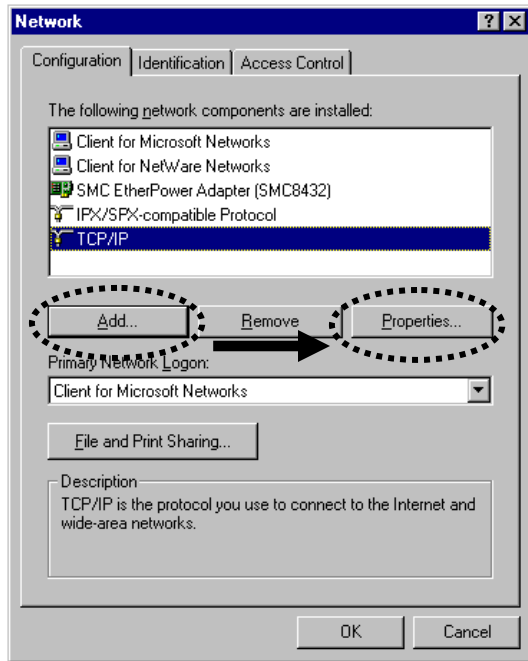 Network
Configuration Identification Access Control
The following network components are installed:
Client for Microsoft Networks
Client for NetWare Networks
SMC EtherPower Adapter (SMC8432)
IPX/SPX-compatible Protocol
TCP/IP
Add... Remove Properties...
Primary Network Logon:
Client for Microsoft Networks
File and Print Sharing...
Description
TCP/IP is the protocol you use to connect to the Internet and
wide-area networks.
OK Cancel